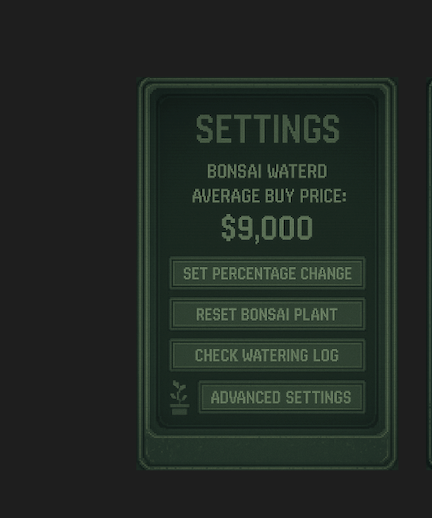 SETTINGS
BONSAI WATERD
AVERAGE BUY PRICE:
$9,000
SET PERCENTAGE CHANGE
RESET BONSAI PLANT
CHECK WATERING LOG
ADVANCED SETTINGS